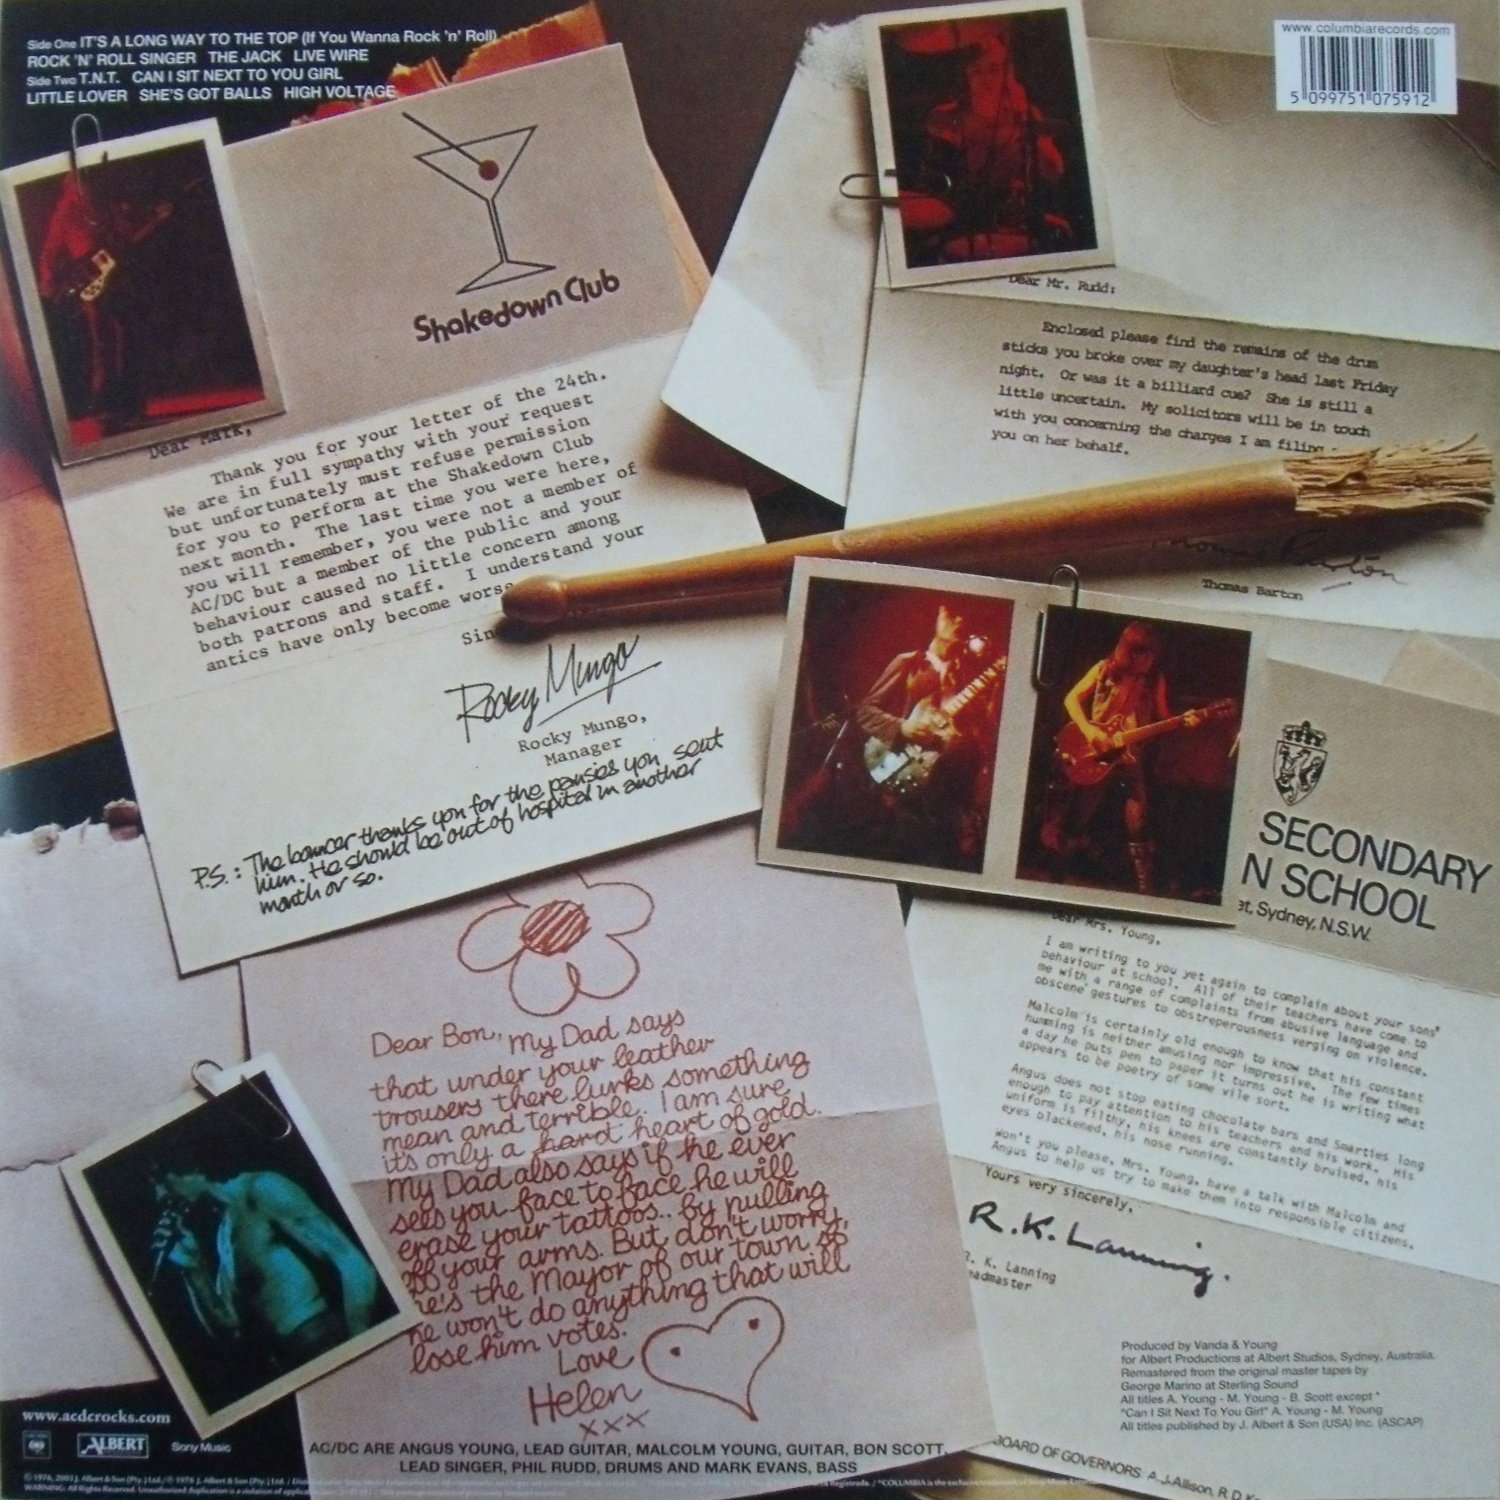 Side One IT'S A LONG WAY TO THE TOP (If You Wanna Rock 'n' Roll)
ROCK 'N' ROLL SINGER THE JACK LIVE WIRE
Side Two T.N.T. CAN I SIT NEXT TO YOU GIRL
LITTLE LOVER SHE'S GOT BALLS HIGH VOLTAGE
www.columbiarecords.com
5 099751 075912
Shakedown Club
Dear Mark,
Thank you for your letter of the 24th.
We are in full sympathy with your request
but unfortunately must refuse permission
for you to perform at the Shakedown Club
next month. The last time you were here,
you will remember, you were not a member of
AC/DC but a member of the public and your
behaviour caused no little concern among
both patrons and staff. I understand your
antics have only become worse
Sin
Rocky Mungo
Rocky Mungo,
Manager
P.S.: The bouncer thanks you for the pansies you sent
him. He should be out of hospital in another
month or so.
Dear Mr. Rudd:
Enclosed please find the remains of the drum
sticks you broke over my daughter's head last Friday
night. Or was it a billiard cue? She is still a
little uncertain. My solicitors will be in touch
with you concerning the charges I am filing
you on her behalf.
Thomas Barton
SECONDARY
N SCHOOL
et, Sydney, N.S.W.
Dear Mrs. Young,
I am writing to you yet again to complain about your sons'
behaviour at school. All of their teachers have come to
me with a range of complaints from abusive language and
obscene gestures to obstreperousness verging on violence.
Malcolm is certainly old enough to know that his constant
humming is neither amusing nor impressive. The few times
a day he puts pen to paper it turns out he is writing what
appears to be poetry of some vile sort.
Angus does not stop eating chocolate bars and Smarties long
enough to pay attention to his teachers and his work. His
uniform is filthy, his knees are constantly bruised, his
eyes blackened, his nose running.
Won't you please, Mrs. Young, have a talk with Malcolm and
Angus to help us try to make them into responsible citizens.
Yours very sincerely,
R.K. Lanning.
R. K. Lanning
eadmaster
Dear Bon, My Dad says
that under your leather
trousers there lurks something
mean and terrible. I am sure
it's only a hard heart of gold.
My Dad also says if he ever
sees you face to face he will
erase your tattoos.. by pulling
off your arms. But don't worry,
he's the Mayor of our town so
he won't do anything that will
lose him votes.
Love
Helen
xxx
Produced by Vanda & Young
for Albert Productions at Albert Studios, Sydney, Australia.
Remastered from the original master tapes by
George Marino at Sterling Sound
All titles A. Young - M. Young - B. Scott except *
"Can I Sit Next To You Girl" A. Young - M. Young
All titles published by J. Albert & Son (USA) Inc. (ASCAP)
BOARD OF GOVERNORS A.J. Allison, R.D.
www.acdcrocks.com
ALBERT
Sony Music
AC/DC ARE ANGUS YOUNG, LEAD GUITAR, MALCOLM YOUNG, GUITAR, BON SCOTT,
LEAD SINGER, PHIL RUDD, DRUMS AND MARK EVANS, BASS
© 1976, 2003 J. Albert & Son (Pty.) Ltd.
WARNING: All Rights Reserved. Unauthorized duplication is a violation of